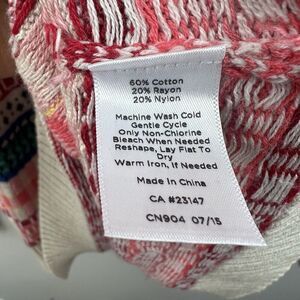 60% Cotton
20% Rayon
20% Nylon
Machine Wash Cold
Gentle Cycle
Only Non-Chlorine
Bleach When Needed
Reshape, Lay Flat To
Dry
Warm Iron, If Needed
Made In China
CA #23147
CN904 07/15